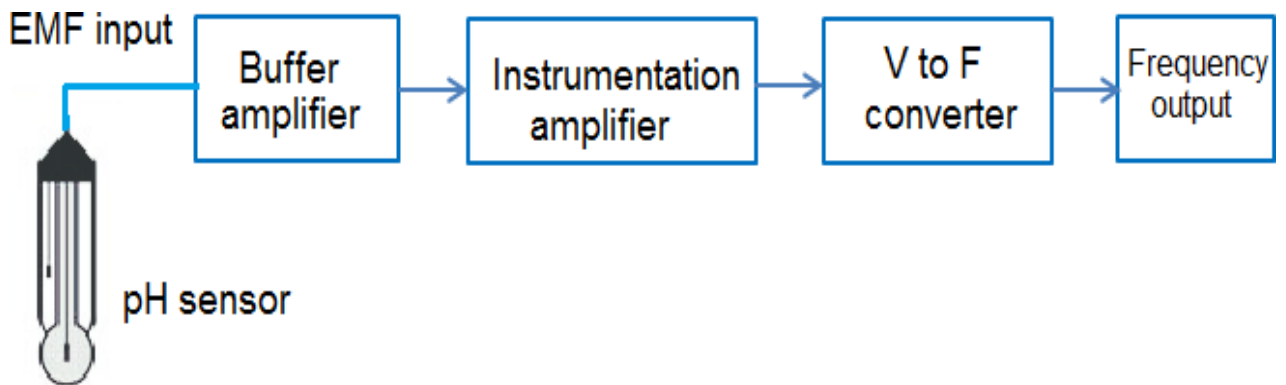 EMF input
Buffer
amplifier
Instrumentation
amplifier
V to F
converter
Frequency
output
pH sensor